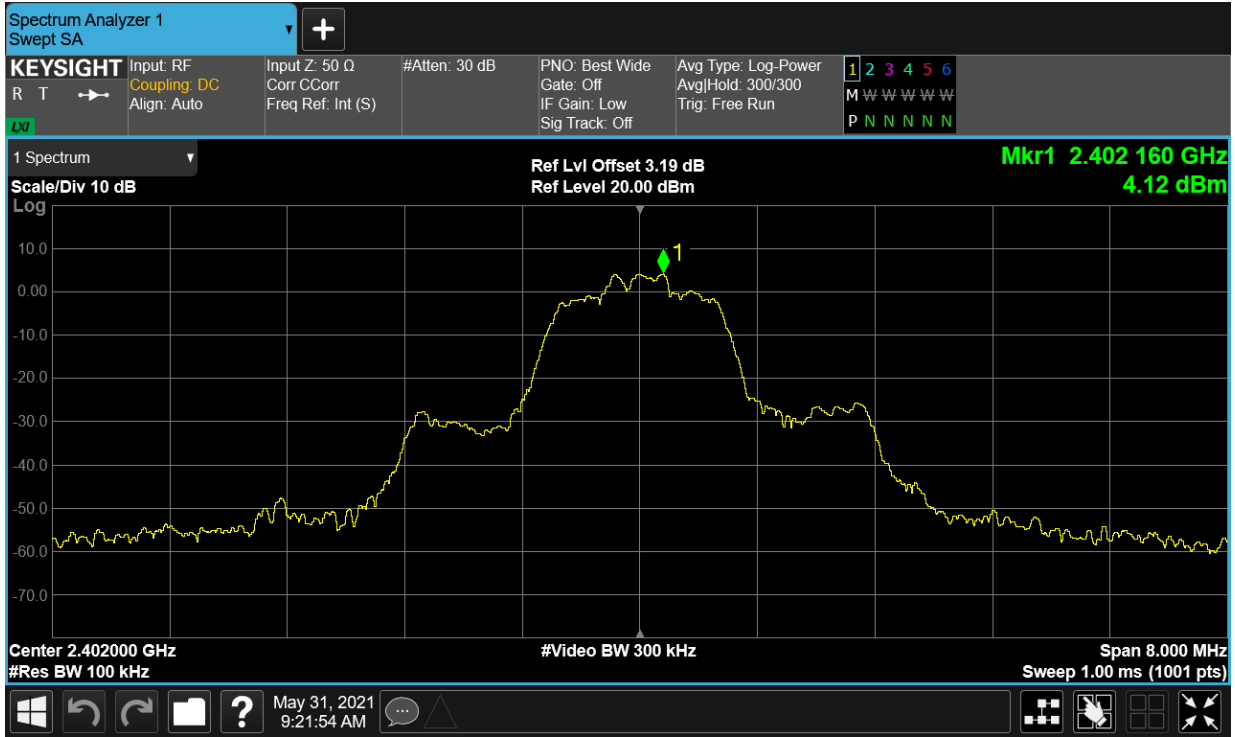 Spectrum Analyzer 1
Swept SA
+
KEYSIGHT
R T
LXI
Input: RF
Coupling: DC
Align: Auto
Input Z: 50 Ω
Corr CCorr
Freq Ref: Int (S)
#Atten: 30 dB
PNO: Best Wide
Gate: Off
IF Gain: Low
Sig Track: Off
Avg Type: Log-Power
Avg|Hold: 300/300
Trig: Free Run
1 2 3 4 5 6
M W W W W W
P N N N N N
1 Spectrum
Scale/Div 10 dB
Log
Ref Lvl Offset 3.19 dB
Ref Level 20.00 dBm
Mkr1 2.402 160 GHz
4.12 dBm
1
10.0
0.00
-10.0
-20.0
-30.0
-40.0
-50.0
-60.0
-70.0
Center 2.402000 GHz
#Res BW 100 kHz
#Video BW 300 kHz
Span 8.000 MHz
Sweep 1.00 ms (1001 pts)
?
May 31, 2021
9:21:54 AM